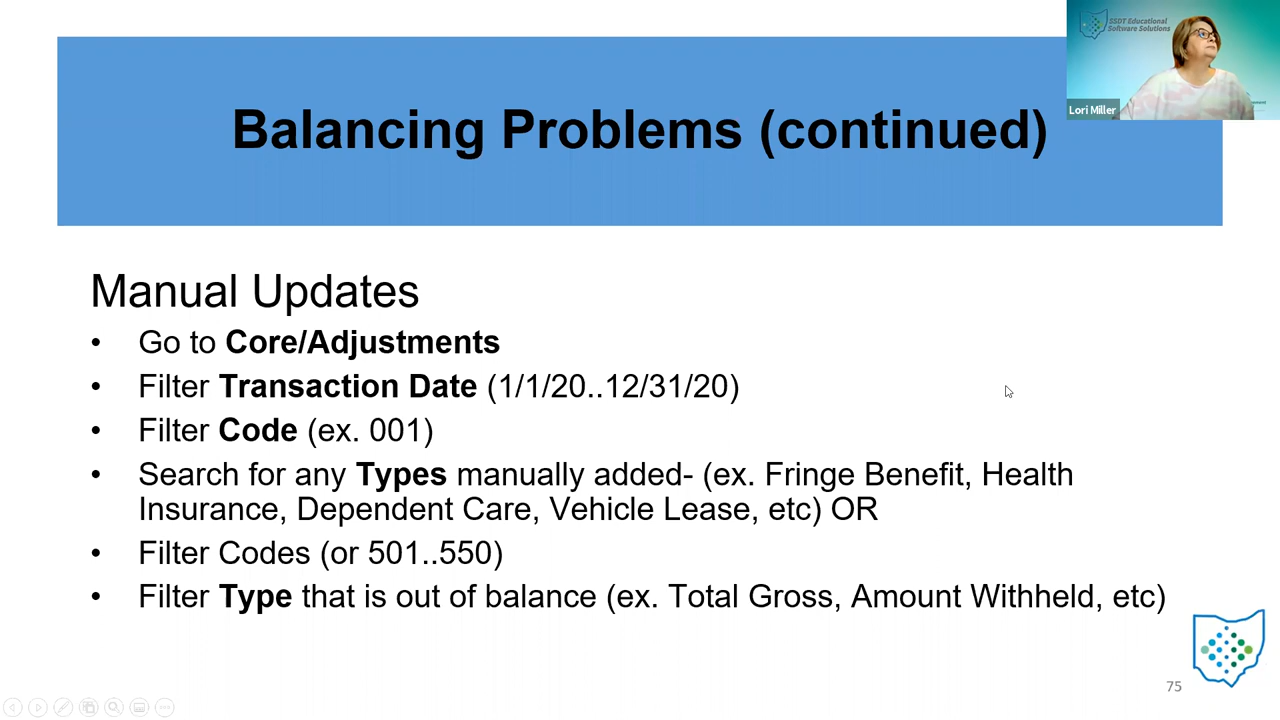 SSDT Educational
Software Solutions
Lori Miller
Balancing Problems (continued)
Manual Updates
• Go to Core/Adjustments
• Filter Transaction Date (1/1/20..12/31/20)
• Filter Code (ex. 001)
• Search for any Types manually added- (ex. Fringe Benefit, Health
Insurance, Dependent Care, Vehicle Lease, etc) OR
• Filter Codes (or 501..550)
• Filter Type that is out of balance (ex. Total Gross, Amount Withheld, etc)
75